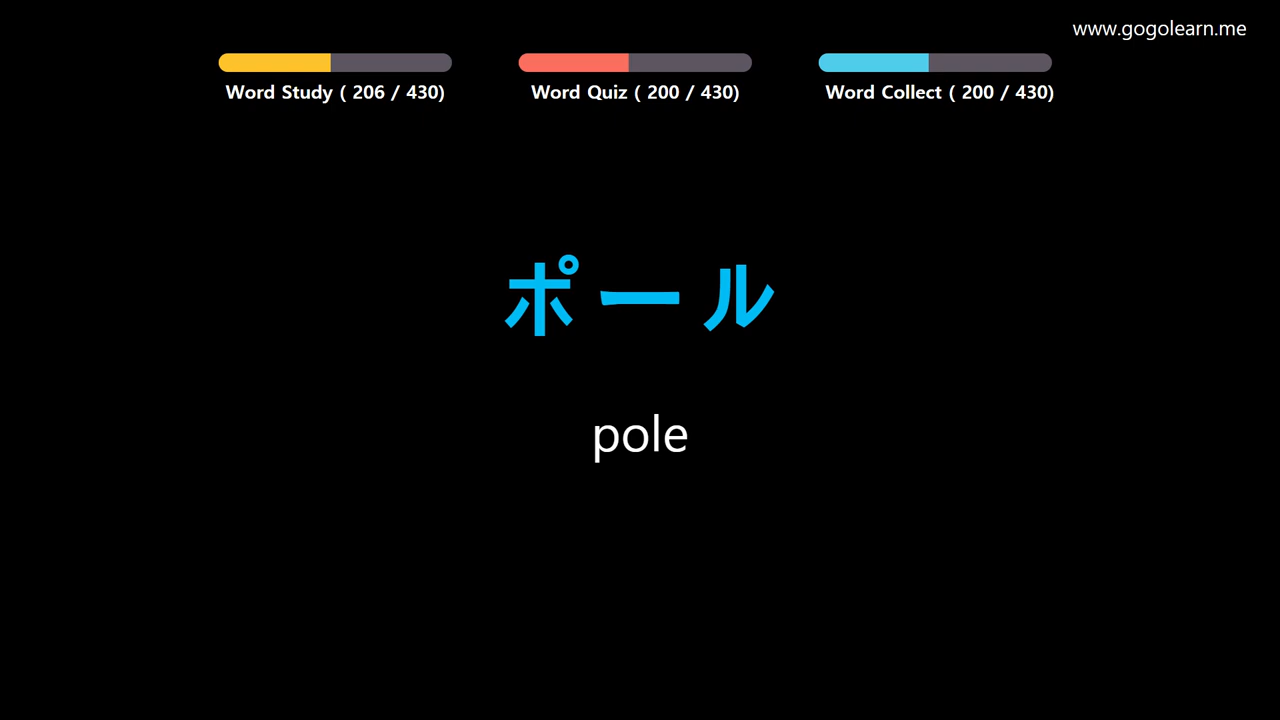 www.gogolearn.me
Word Study ( 206 / 430)
Word Quiz ( 200 / 430)
Word Collect ( 200 / 430)
ポール
pole